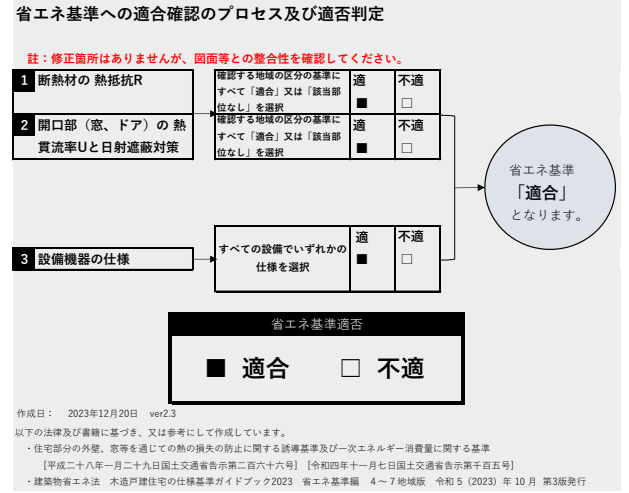 省エネ基準への適合確認のプロセス及び適否判定
註：修正箇所はありませんが、図面等との整合性を確認してください。
1 断熱材の 熱抵抗R
確認する地域の区分の基準に
すべて「適合」又は「該当部
位なし」を選択
適 不適
■ □
2 開口部（窓、ドア）の 熱
貫流率Uと日射遮蔽対策
確認する地域の区分の基準に
すべて「適合」又は「該当部
位なし」を選択
適 不適
■ □
省エネ基準
「適合」
となります。
3 設備機器の仕様
すべての設備でいずれかの
仕様を選択
適 不適
■ □
省エネ基準適否
■ 適合 □ 不適
作成日： 2023年12月20日 ver2.3
以下の法律及び書籍に基づき、又は参考にして作成しています。
・住宅部分の外壁、窓等を通じての熱の損失の防止に関する誘導基準及び一次エネルギー消費量に関する基準
[平成二十八年一月二十九日国土交通省告示第二百六十六号] [令和四年十一月七日国土交通省告示第千百五号]
・建築物省エネ法 木造戸建住宅の仕様基準ガイドブック2023 省エネ基準編 4～7地域版 令和 5（2023）年 10 月 第3版発行